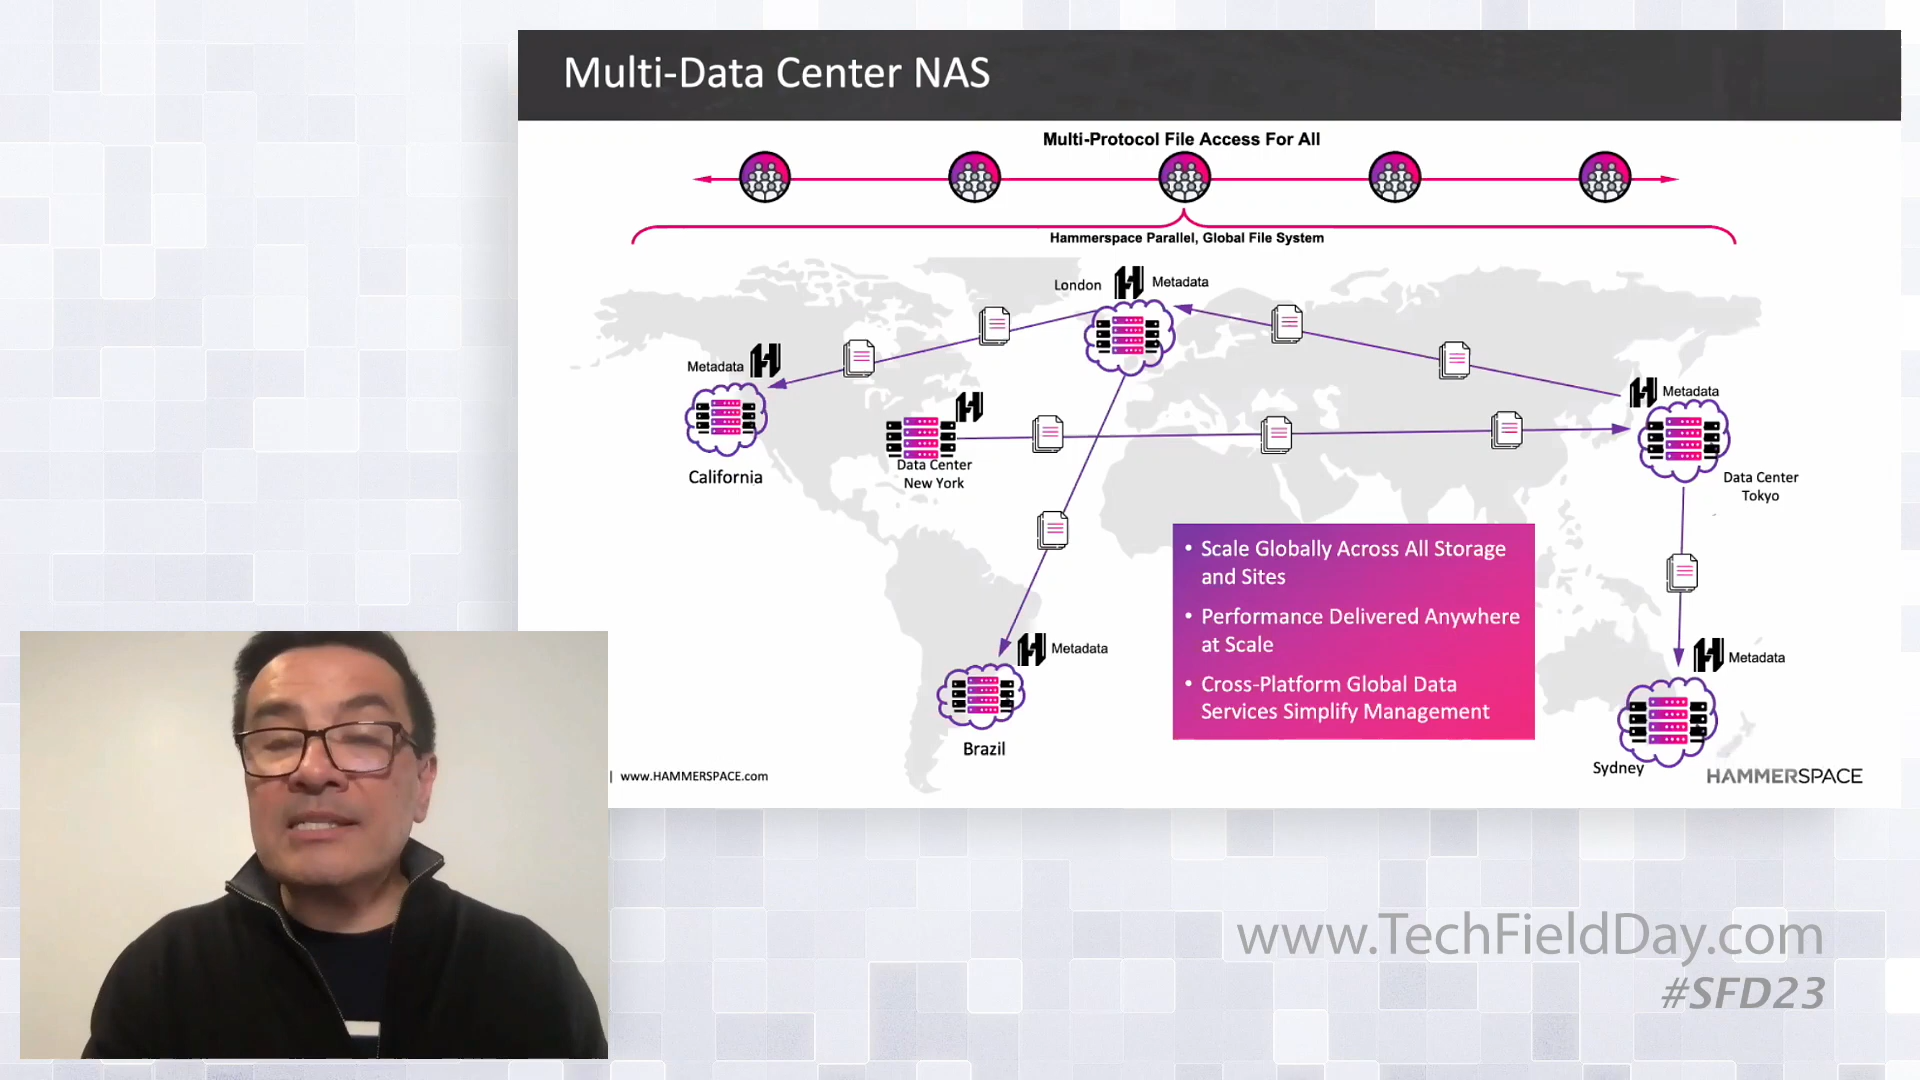 Multi-Data Center NAS
Multi-Protocol File Access For All
Hammerspace Parallel, Global File System
London
Metadata
Metadata
California
Data Center
New York
Metadata
Data Center
Tokyo
Metadata
Brazil
Metadata
Sydney
• Scale Globally Across All Storage
and Sites
• Performance Delivered Anywhere
at Scale
• Cross-Platform Global Data
Services Simplify Management
| www.HAMMERSPACE.com
HAMMERSPACE
www.TechFieldDay.com
#SFD23